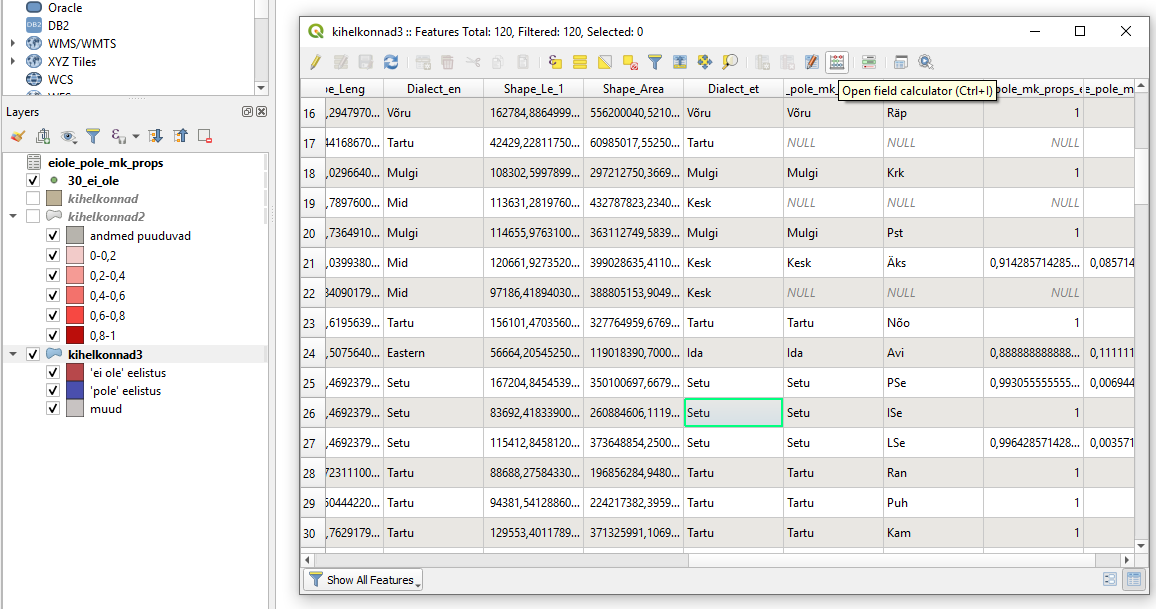 Oracle
DB2
WMS/WMTS
XYZ Tiles
WCS
Layers
eiole_pole_mk_props
30_ei_ole
kihelkonnad
kihelkonnad2
andmed puuduvad
0-0,2
0,2-0,4
0,4-0,6
0,6-0,8
0,8-1
kihelkonnad3
'ei ole' eelistus
'pole' eelistus
muud
kihelkonnad3 :: Features Total: 120, Filtered: 120, Selected: 0
Open field calculator (Ctrl+I)
pe_Leng Dialect_en Shape_Le_1 Shape_Area Dialect_et _pole_mk_ pole_mk_props_e e_pole_m
16 ,2947970... Võru 162784,8864999... 556200040,5210... Võru Võru Räp 1
17 44168670... Tartu 42429,22811750... 60985017,55250... Tartu NULL NULL NULL
18 ,0296640... Mulgi 108302,5997899... 297212750,3669... Mulgi Mulgi Krk 1
19 ,7897600... Mid 113631,2819760... 432787823,2340... Kesk NULL NULL NULL
20 ,7364910... Mulgi 114655,9763100... 363112749,5839... Mulgi Mulgi Pst 1
21 ,0399380... Mid 120661,9273520... 399028635,4110... Kesk Kesk Äks 0,914285714285... 0,085714
22 84090179... Mid 97186,41894030... 388805153,9049... Kesk NULL NULL NULL
23 ,6195639... Tartu 156101,4703560... 327764959,6769... Tartu Tartu Nõo 1
24 ,5075640... Eastern 56664,20545250... 119018390,7000... Ida Ida Avi 0,888888888888... 0,111111
25 ,4692379... Setu 167204,8454539... 350100697,6679... Setu Setu PSe 0,993055555555... 0,006944
26 ,4692379... Setu 83692,41833900... 260884606,1119... Setu Setu ISe 1
27 ,4692379... Setu 115412,8458120... 373648854,2500... Setu Setu LSe 0,996428571428... 0,003571
28 72311100... Tartu 88688,27584330... 196856284,9480... Tartu Tartu Ran 1
29 50444220... Tartu 94381,54128860... 224217382,3959... Tartu Tartu Puh 1
30 ,7629179... Tartu 129553,4011789... 371325991,1069... Tartu Tartu Kam 1
Show All Features